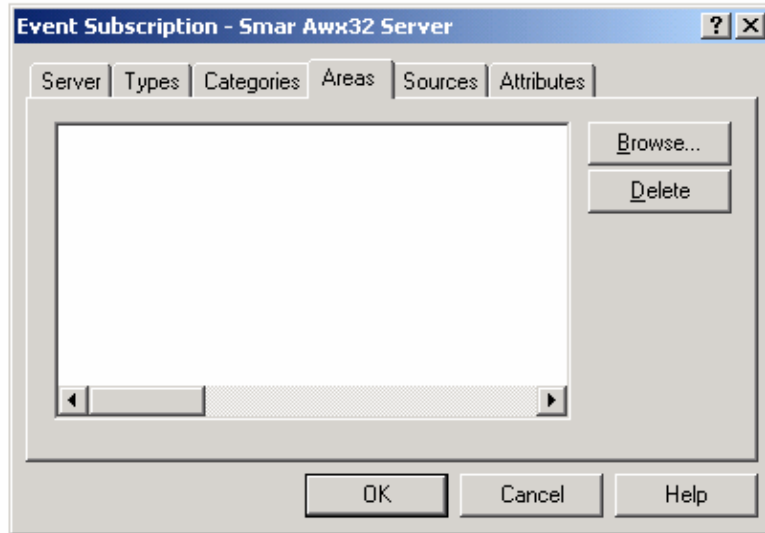 Event Subscription - Smar Awx32 Server
Server Types Categories Areas Sources Attributes
Browse...
Delete
OK Cancel Help